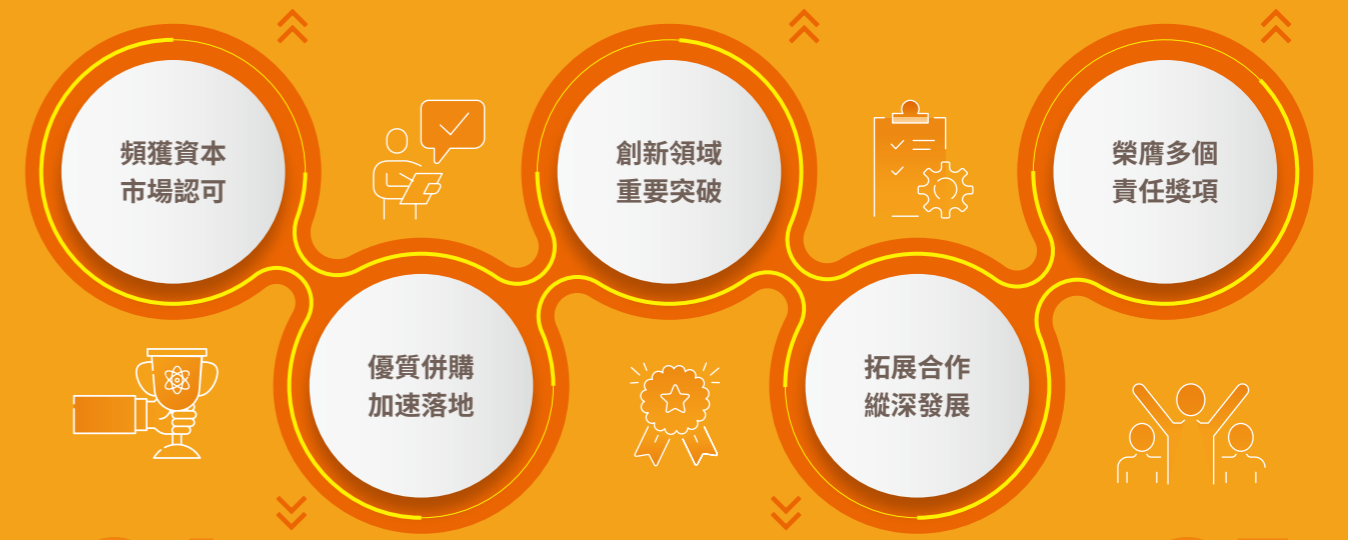 頻獲資本
市場認可
優質併購
加速落地
創新領域
重要突破
拓展合作
縱深發展
榮膺多個
責任獎項